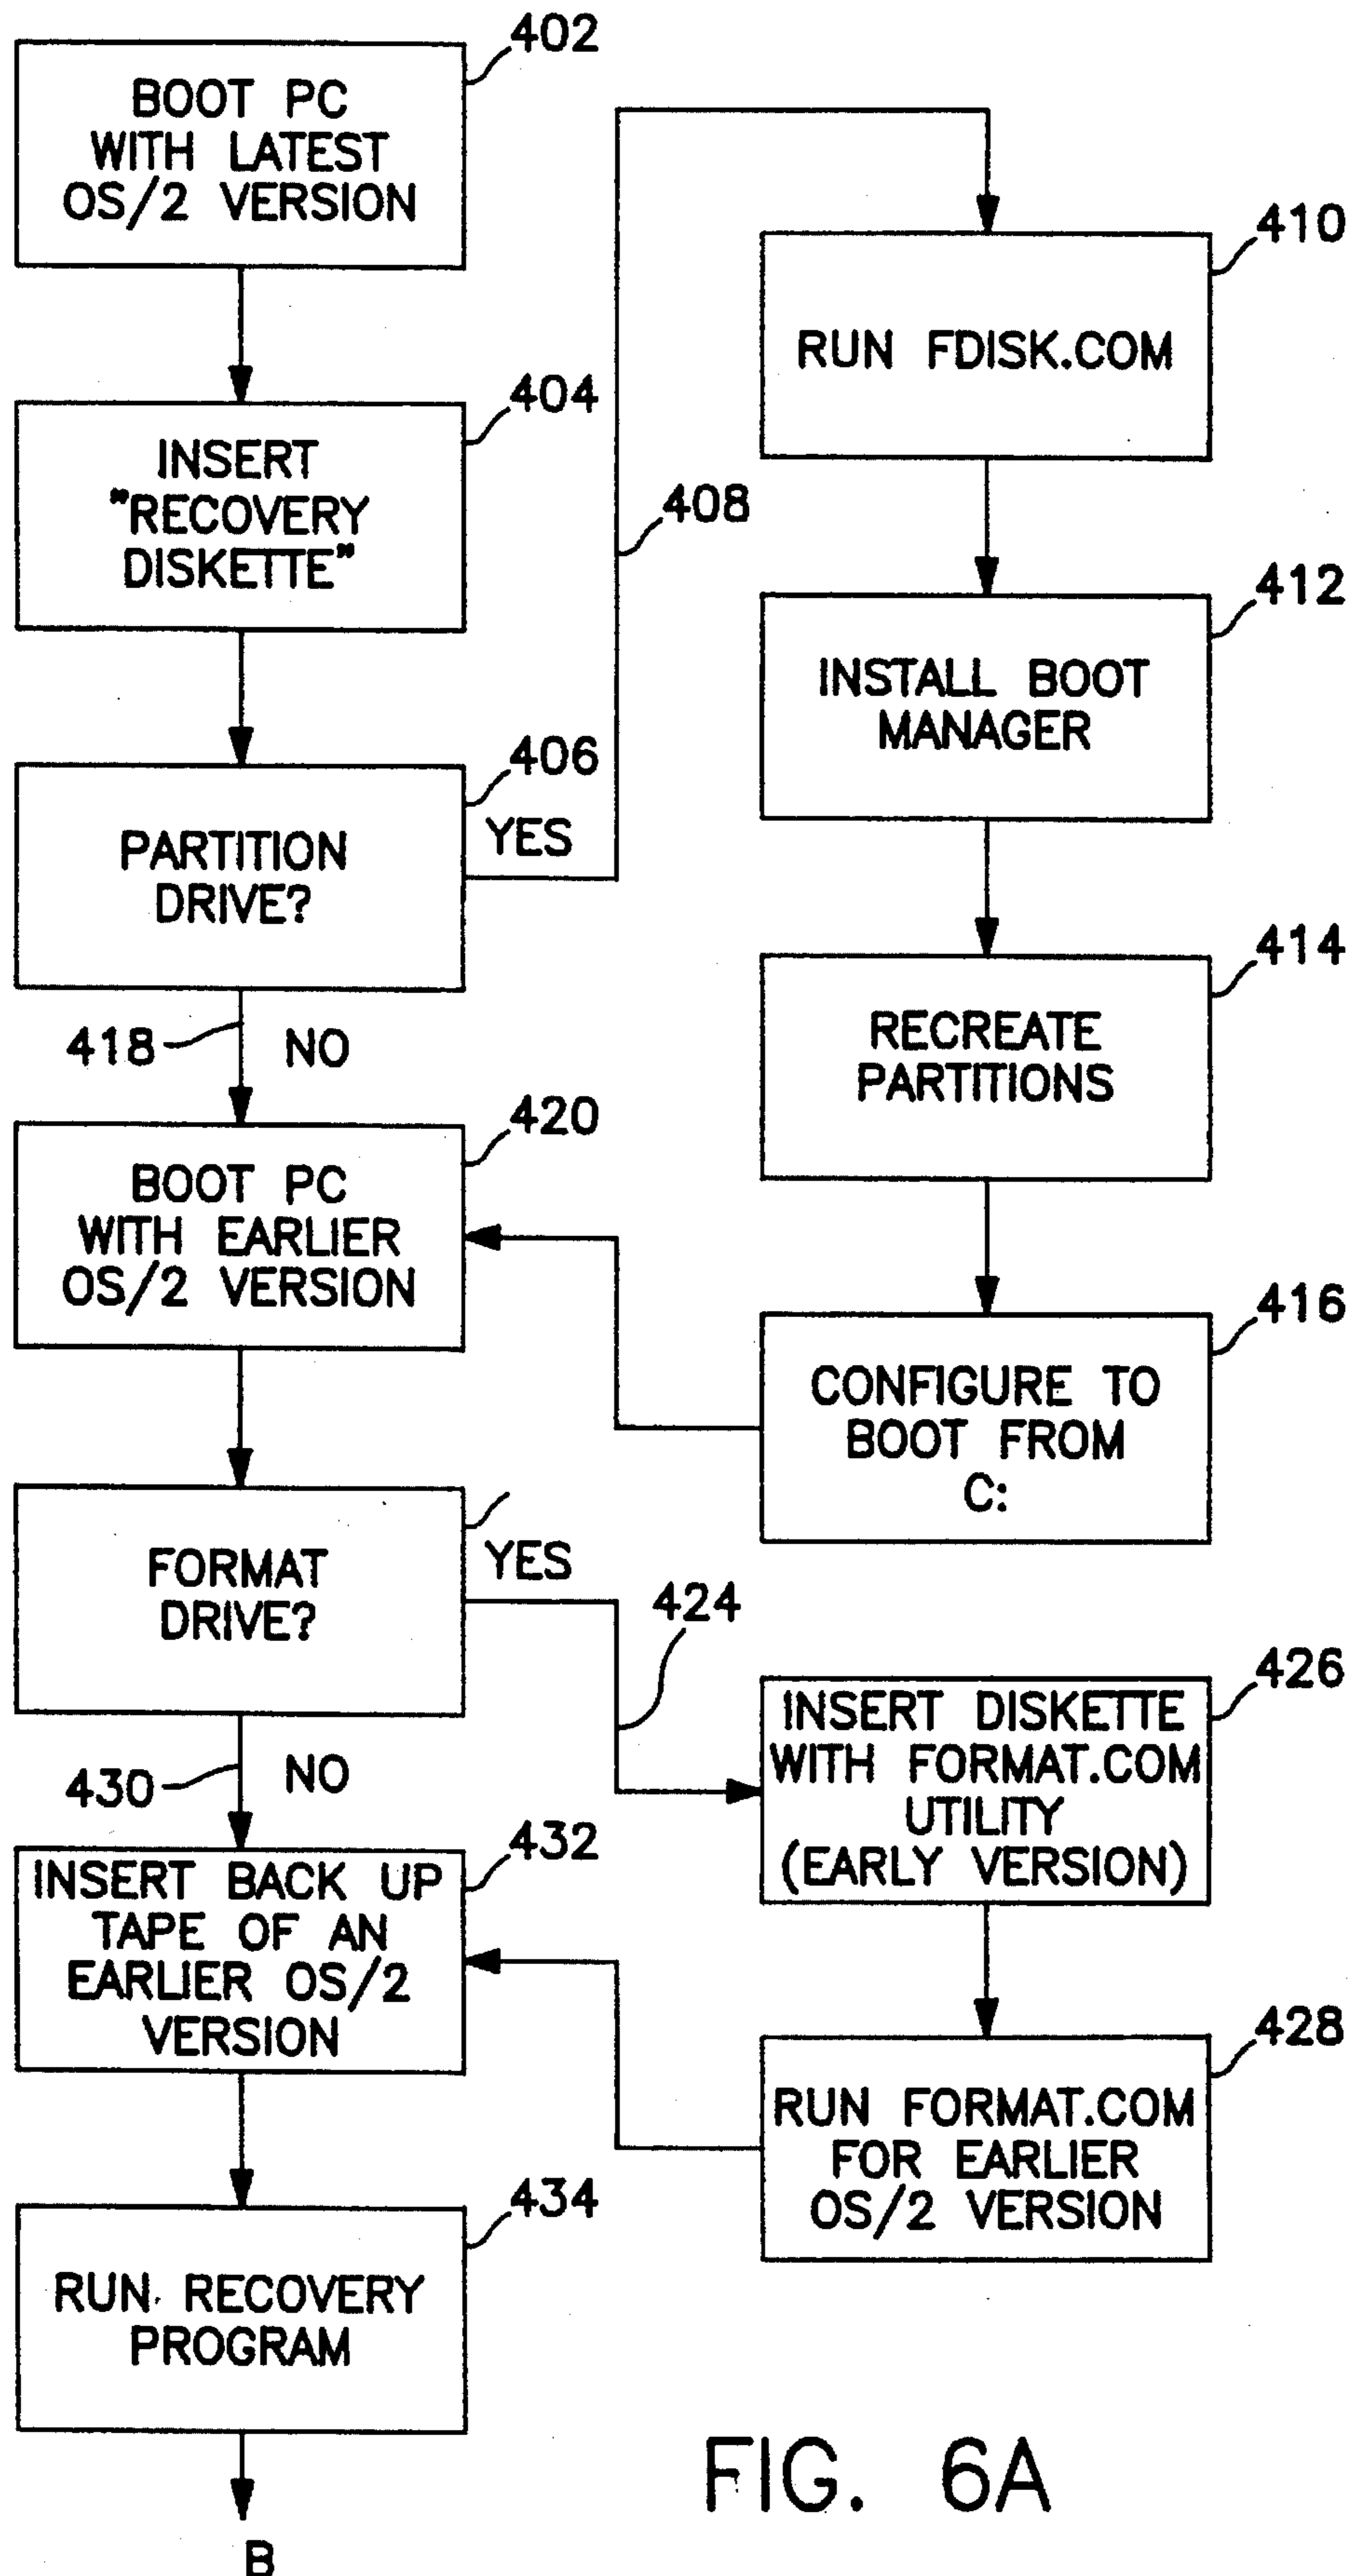 402
BOOT PC
WITH LATEST
OS/2 VERSION
404
INSERT
"RECOVERY
DISKETTE"
406
PARTITION
DRIVE?
YES
408
410
RUN FDISK.COM
412
INSTALL BOOT
MANAGER
414
RECREATE
PARTITIONS
416
CONFIGURE TO
BOOT FROM
C:
418
NO
420
BOOT PC
WITH EARLIER
OS/2 VERSION
FORMAT
DRIVE?
YES
424
426
INSERT DISKETTE
WITH FORMAT.COM
UTILITY
(EARLY VERSION)
428
RUN FORMAT.COM
FOR EARLIER
OS/2 VERSION
430
NO
432
INSERT BACK UP
TAPE OF AN
EARLIER OS/2
VERSION
434
RUN RECOVERY
PROGRAM
B
FIG. 6A